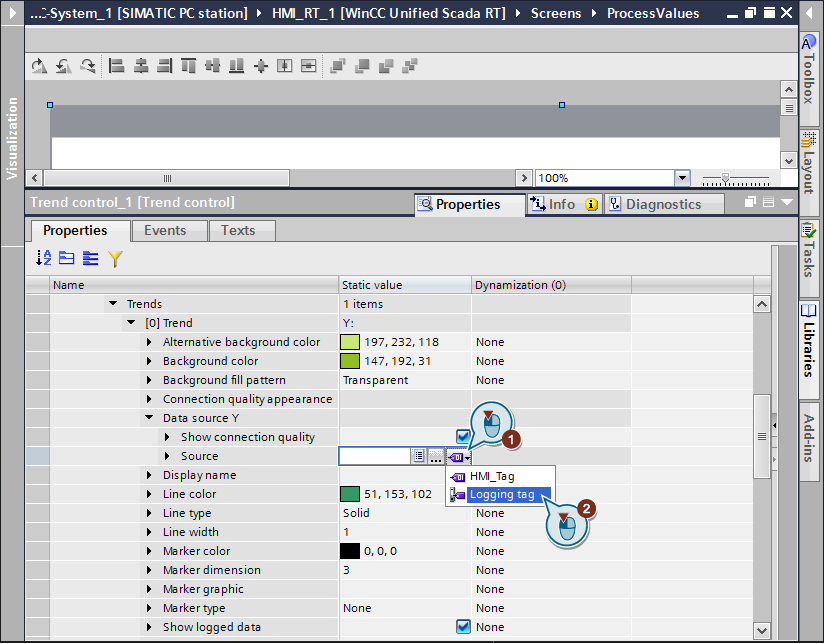 ...C-System_1 [SIMATIC PC station] HMI_RT_1 [WinCC Unified Scada RT] Screens ProcessValues
Visualization
100%
Trend control_1 [Trend control]
Properties Info Diagnostics
Properties Events Texts
Name Static value Dynamization (0)
Trends 1 items
[0] Trend Y:
Alternative background color 197, 232, 118 None
Background color 147, 192, 31 None
Background fill pattern Transparent None
Connection quality appearance
Data source Y
Show connection quality
1
Source
HMI_Tag
Logging tag
2
Display name
Line color 51, 153, 102 None
Line type Solid None
Line width 1 None
Marker color 0, 0, 0 None
Marker dimension 3 None
Marker graphic None
Marker type None None
Show logged data None
Toolbox
Layout
Tasks
Libraries
Add-ins